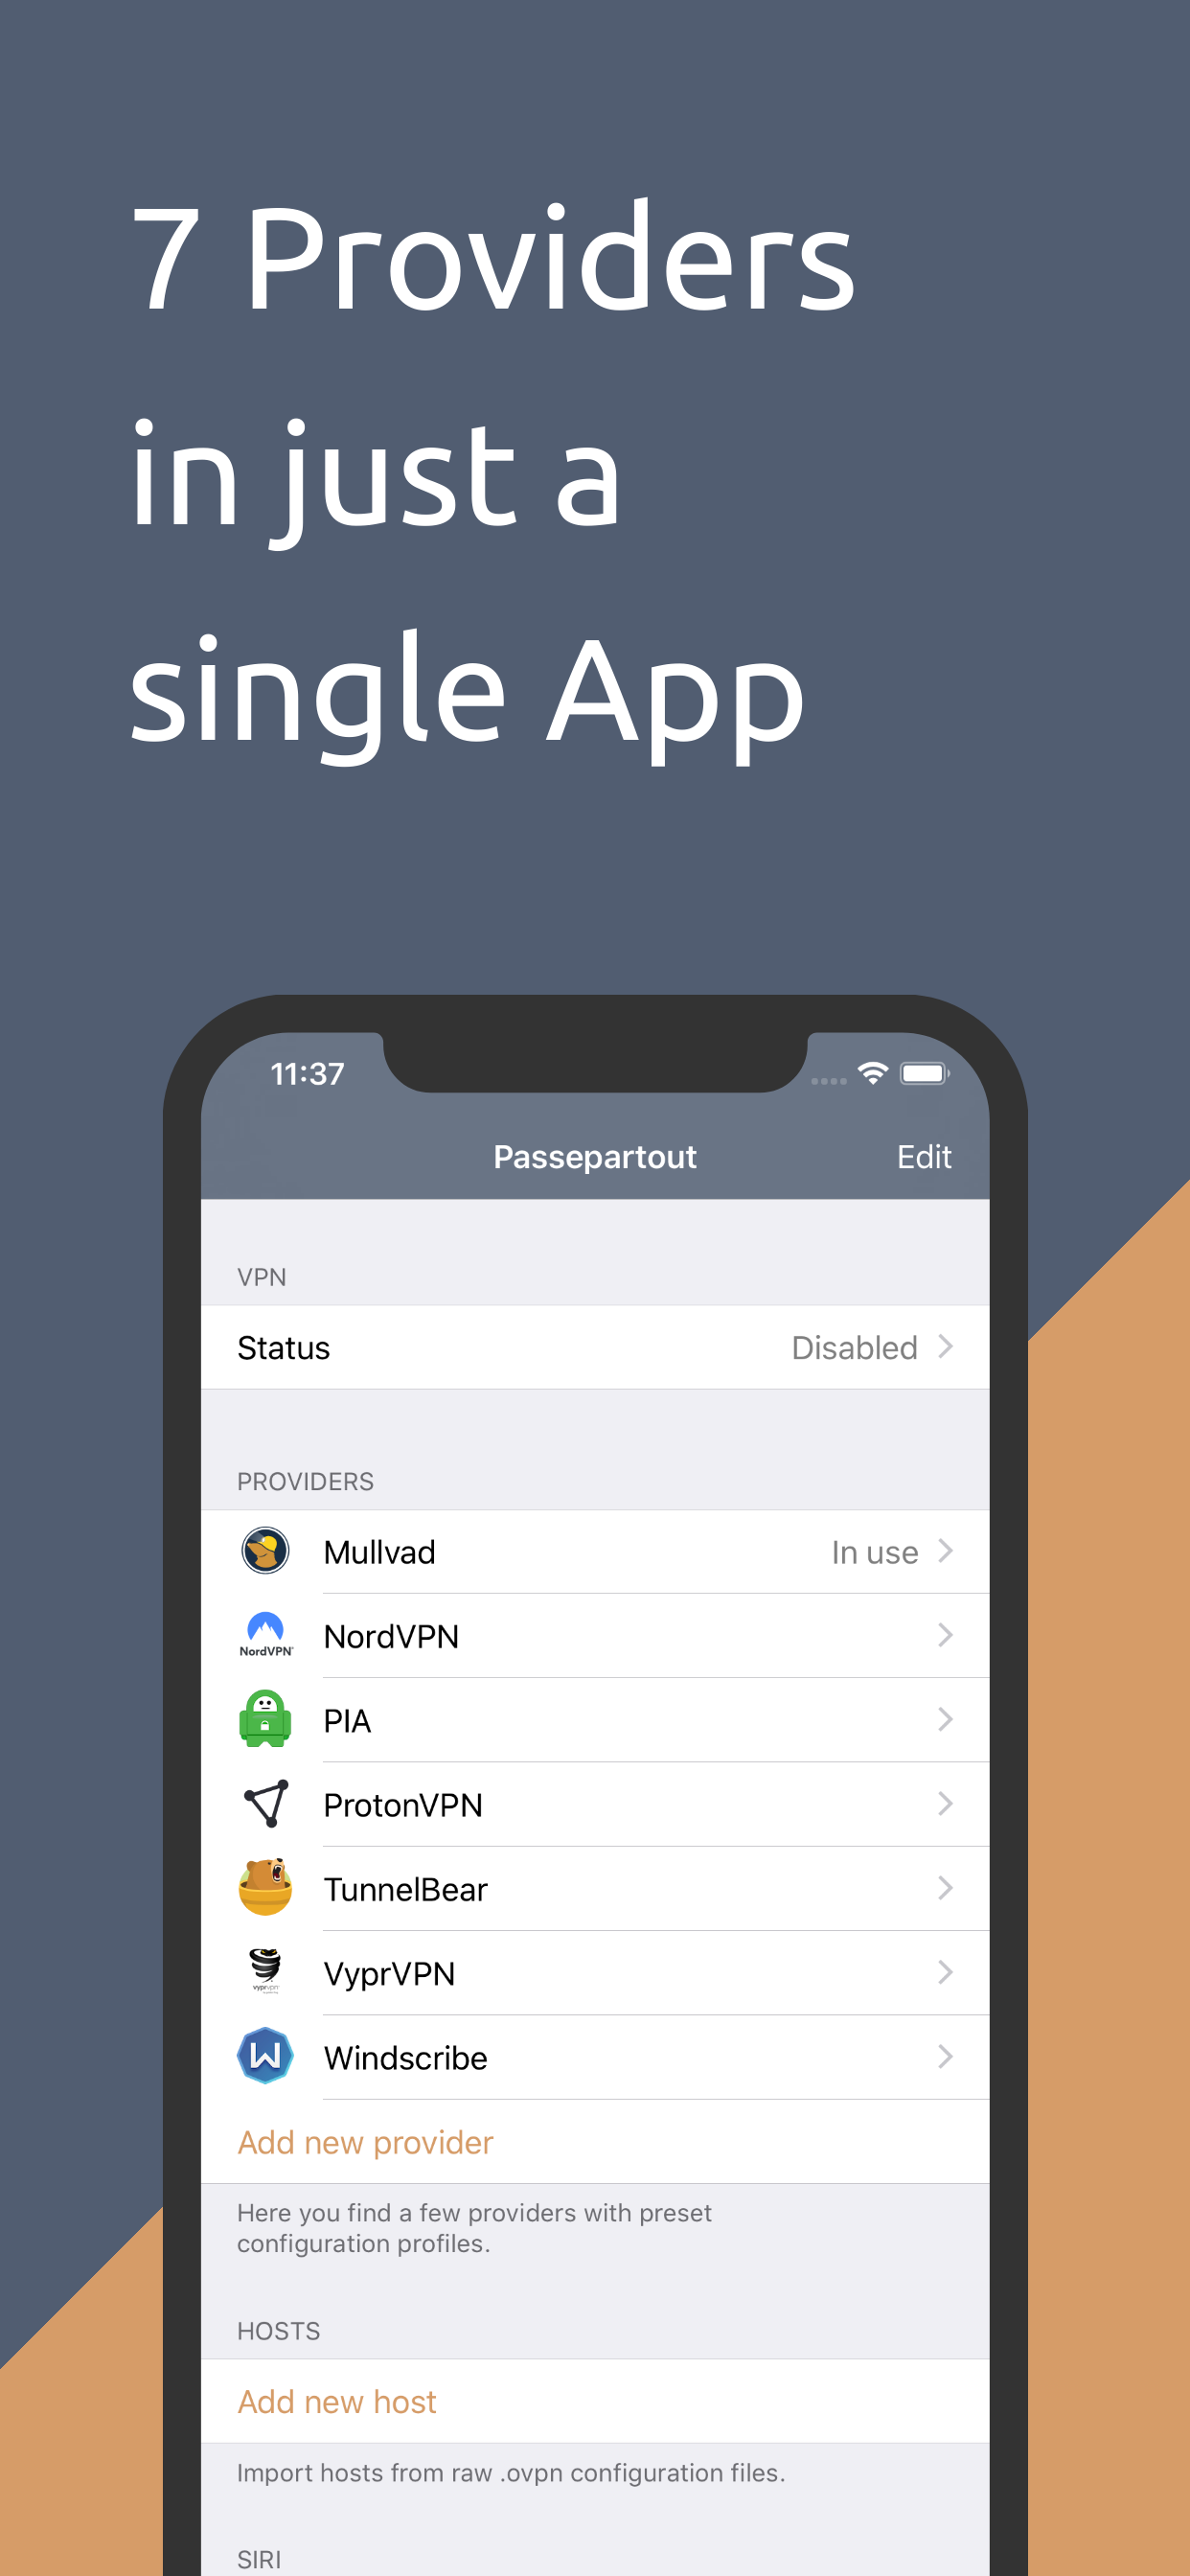 7 Providers
in just a
single App
11:37
Passepartout
Edit
VPN
Status
Disabled
PROVIDERS
Mullvad
In use
NordVPN
NordVPN
PIA
ProtonVPN
TunnelBear
vyprvpn
VyprVPN
Windscribe
Add new provider
Here you find a few providers with preset
configuration profiles.
HOSTS
Add new host
Import hosts from raw .ovpn configuration files.
SIRI